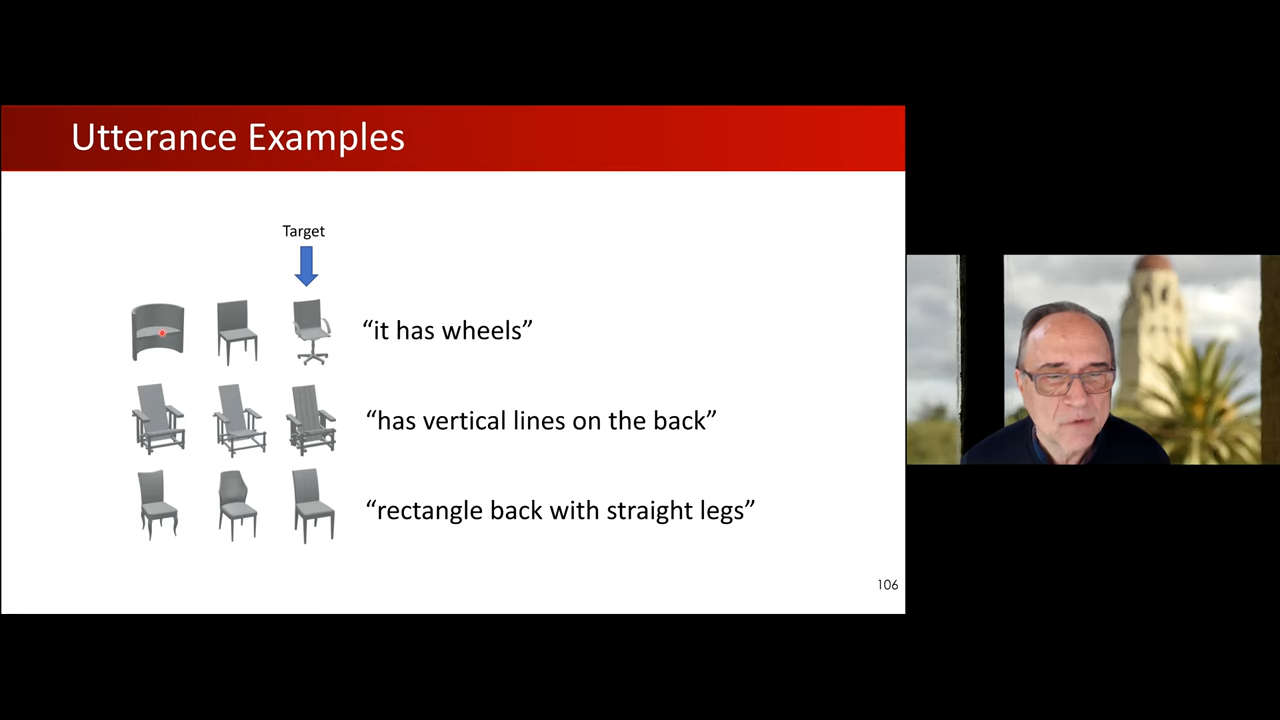 Utterance Examples
Target
“it has wheels”
“has vertical lines on the back”
“rectangle back with straight legs”
106